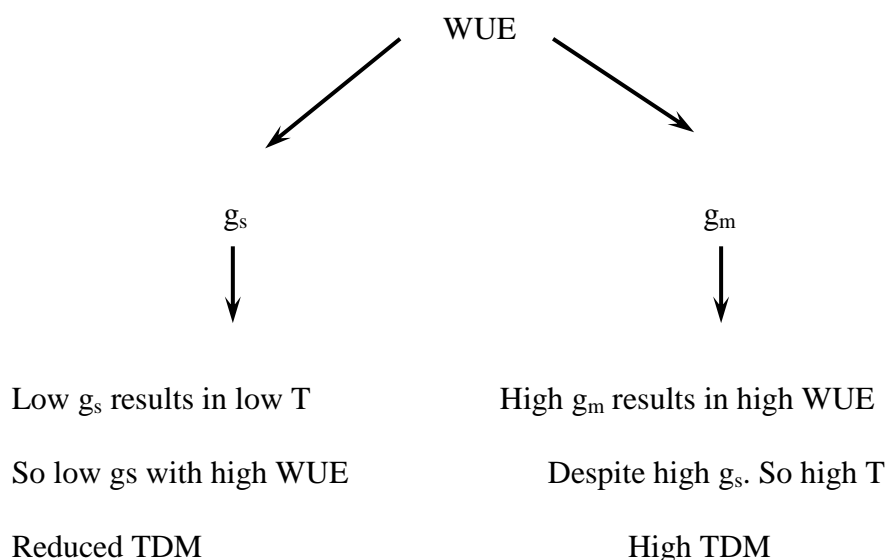 WUE
gₛ gₘ
Low gₛ results in low T High gₘ results in high WUE
So low gs with high WUE Despite high gₛ. So high T
Reduced TDM High TDM